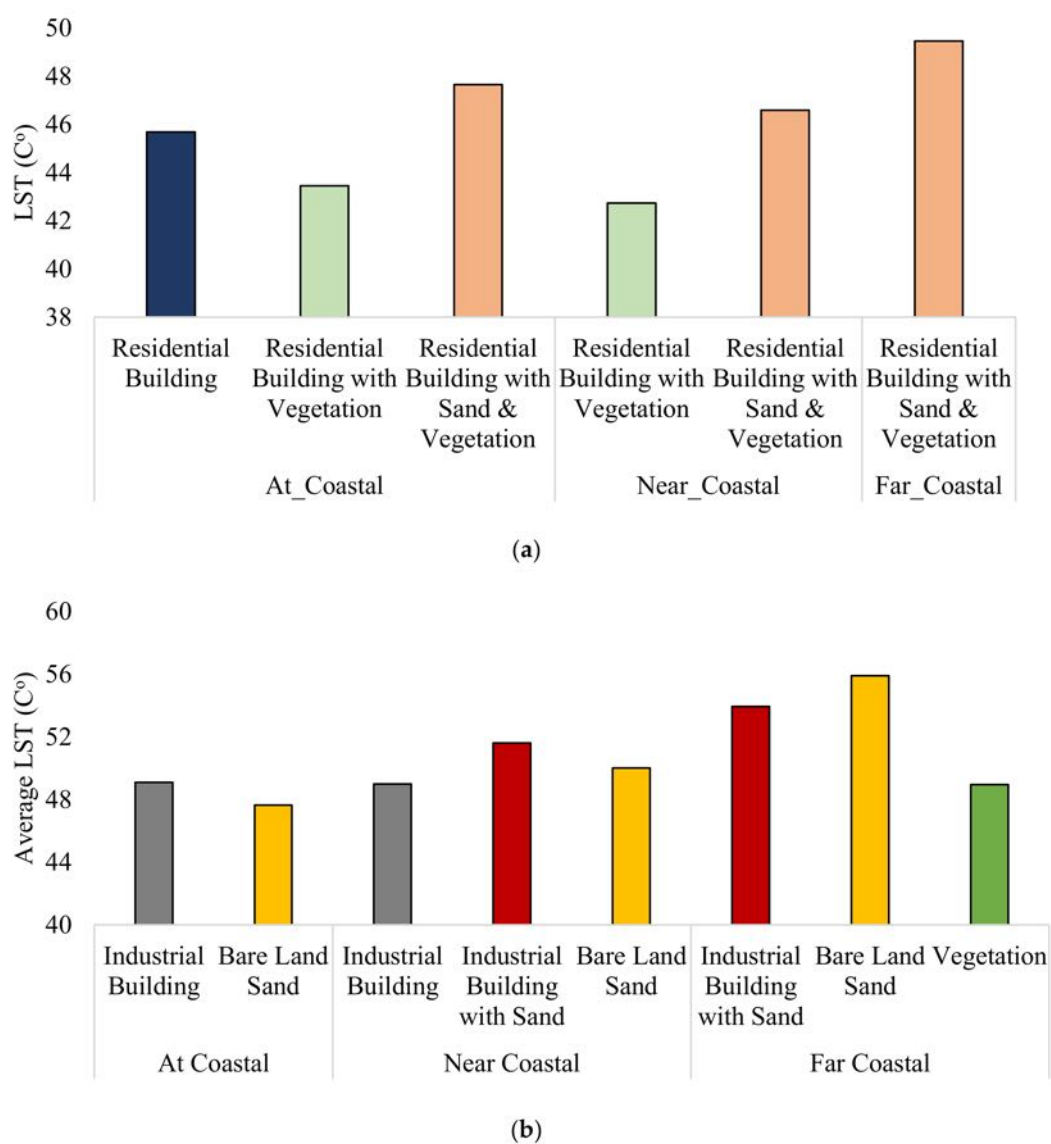 50
48
46
44
42
40
38
LST (Cº)
Residential Building
Residential Building with Vegetation
Residential Building with Sand & Vegetation
Residential Building with Vegetation
Residential Building with Sand & Vegetation
Residential Building with Sand & Vegetation
At_Coastal
Near_Coastal
Far_Coastal
(a)
60
56
52
48
44
40
Average LST (Cº)
Industrial Building
Bare Land Sand
Industrial Building
Industrial Building with Sand
Bare Land Sand
Industrial Building with Sand
Bare Land Sand
Vegetation
At Coastal
Near Coastal
Far Coastal
(b)